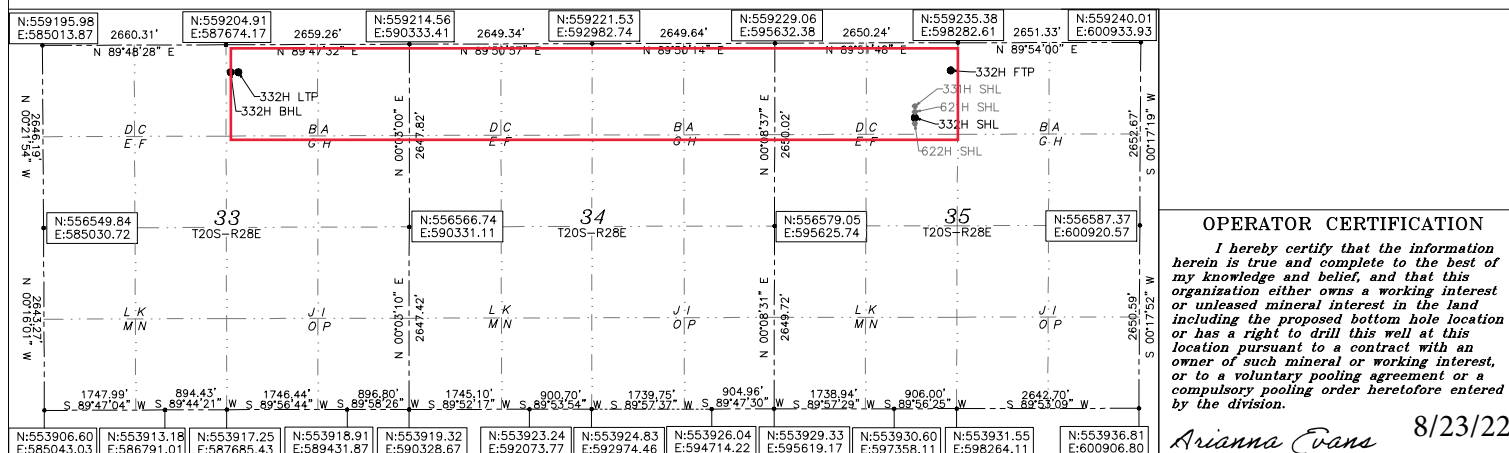 N:559195.98
E:585013.87
2660.31'
N 89°48'28" E
N:559204.91
E:587674.17
2659.26'
N 89°47'32" E
N:559214.56
E:590333.41
2649.34'
N 89°50'57" E
N:559221.53
E:592982.74
2649.64'
N 89°50'14" E
N:559229.06
E:595632.38
2650.24'
N 89°51'48" E
N:559235.38
E:598282.61
2651.33'
N 89°54'00" E
N:559240.01
E:600933.93
332H LTP
332H BHL
332H FTP
331H SHL
621H SHL
332H SHL
622H SHL
N 00°21'54" W
2646.19'
D C
E F
B A
G H
N 00°03'00" E
2647.82'
D C
E F
B A
G H
N 00°08'37" E
2650.02'
D C
E F
B A
G H
2652.67'
S 00°17'19" W
N:556549.84
E:585030.72
33
T20S-R28E
N:556566.74
E:590331.11
34
T20S-R28E
N:556579.05
E:595625.74
35
T20S-R28E
N:556587.37
E:600920.57
2643.27'
L K
M N
J I
O P
N 00°03'10" E
2647.42'
L K
M N
J I
O P
N 00°08'31" E
2649.72'
L K
M N
J I
O P
2650.59'
S 00°17'52" W
1747.99'
S 89°47'04" W
894.43'
S 89°44'21" W
1746.44'
S 89°56'44" W
896.80'
S 89°58'26" W
1745.10'
S 89°52'17" W
900.70'
S 89°53'54" W
1739.75'
S 89°57'37" W
904.96'
S 89°47'30" W
1738.94'
S 89°57'29" W
906.00'
S 89°56'25" W
2642.70'
S 89°53'09" W
N:553906.60
E:585043.03
N:553913.18
E:586791.01
N:553917.25
E:587685.43
N:553918.91
E:589431.87
N:553919.32
E:590328.67
N:553923.24
E:592073.77
N:553924.83
E:592974.46
N:553926.04
E:594714.22
N:553929.33
E:595619.17
N:553930.60
E:597358.11
N:553931.55
E:598264.11
N:553936.81
E:600906.80
OPERATOR CERTIFICATION
I hereby certify that the information
herein is true and complete to the best of
my knowledge and belief, and that this
organization either owns a working interest
or unleased mineral interest in the land
including the proposed bottom hole location
or has a right to drill this well at this
location pursuant to a contract with an
owner of such mineral or working interest,
or to a voluntary pooling agreement or a
compulsory pooling order heretofore entered
by the division.
Arianna Evans
8/23/22